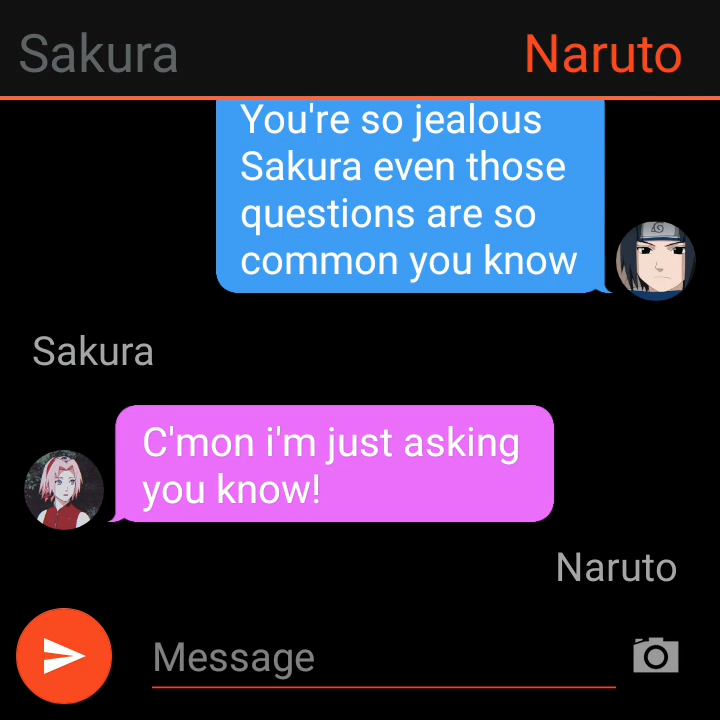 Sakura
Naruto
You're so jealous
Sakura even those
questions are so
common you know
Sakura
C'mon i'm just asking
you know!
Naruto
Message